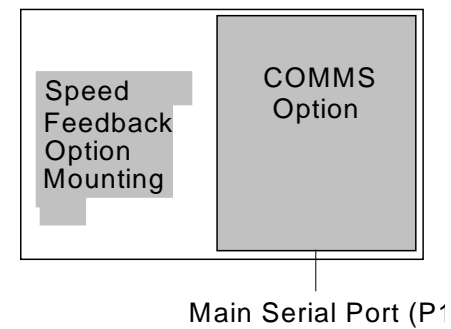 Speed
Feedback
Option
Mounting
COMMS
Option
Main Serial Port (P1